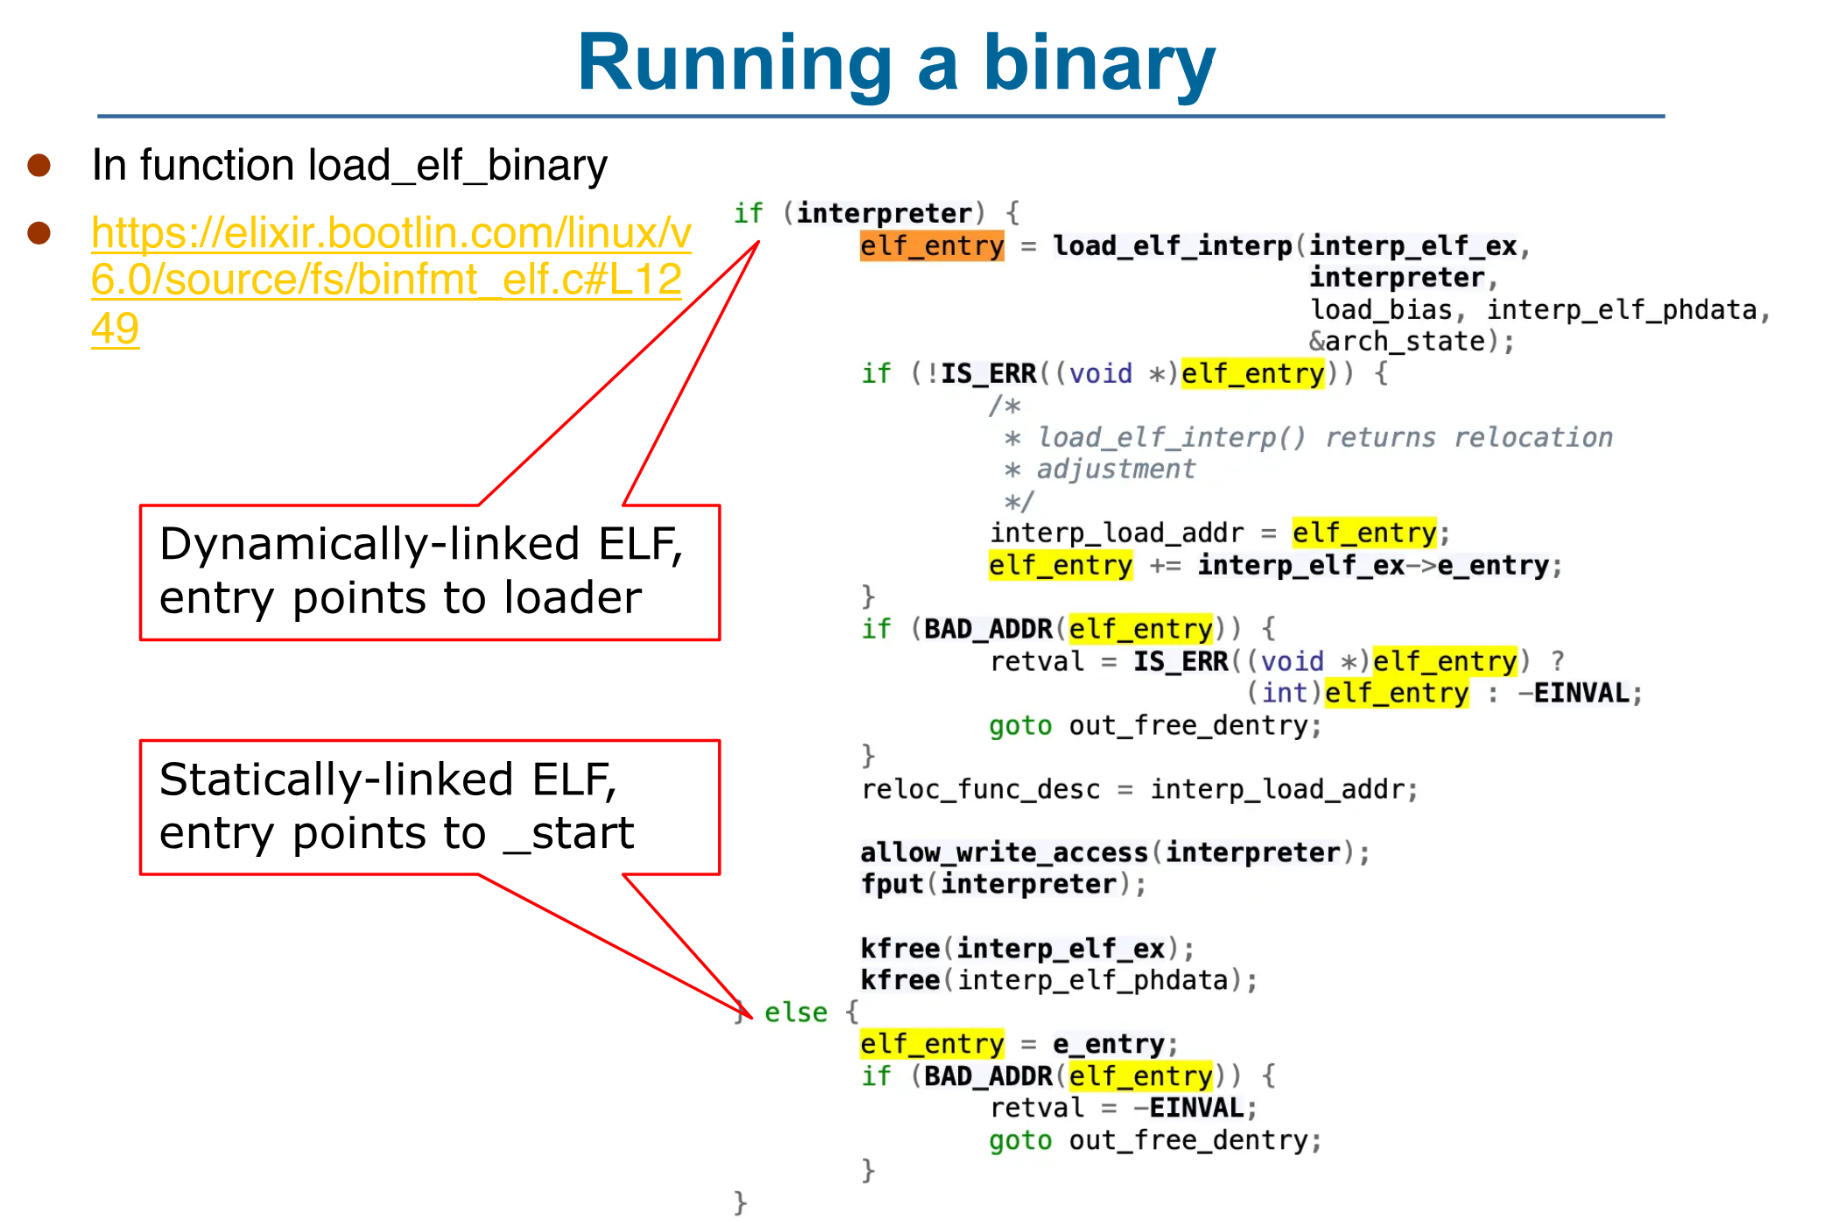 Running a binary
In function load_elf_binary
https://elixir.bootlin.com/linux/v
6.0/source/fs/binfmt_elf.c#L12
49
Dynamically-linked ELF,
entry points to loader
Statically-linked ELF,
entry points to _start
if (interpreter) {
elf_entry = load_elf_interp(interp_elf_ex,
interpreter,
load_bias, interp_elf_phdata,
&arch_state);
if (!IS_ERR((void *)elf_entry)) {
/*
* load_elf_interp() returns relocation
* adjustment
*/
interp_load_addr = elf_entry;
elf_entry += interp_elf_ex->e_entry;
}
if (BAD_ADDR(elf_entry)) {
retval = IS_ERR((void *)elf_entry) ?
(int)elf_entry : -EINVAL;
goto out_free_dentry;
}
reloc_func_desc = interp_load_addr;
allow_write_access(interpreter);
fput(interpreter);
kfree(interp_elf_ex);
kfree(interp_elf_phdata);
} else {
elf_entry = e_entry;
if (BAD_ADDR(elf_entry)) {
retval = -EINVAL;
goto out_free_dentry;
}
}